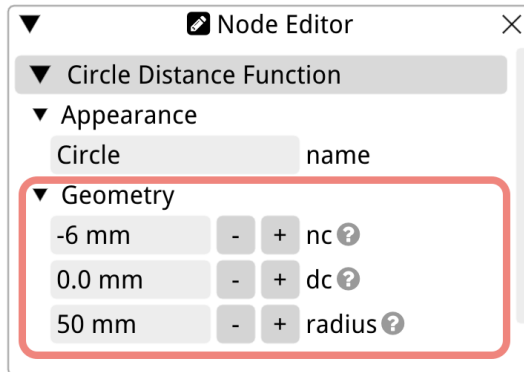 Node Editor
Circle Distance Function
Appearance
Circle name
Geometry
-6 mm - + nc ?
0.0 mm - + dc ?
50 mm - + radius ?